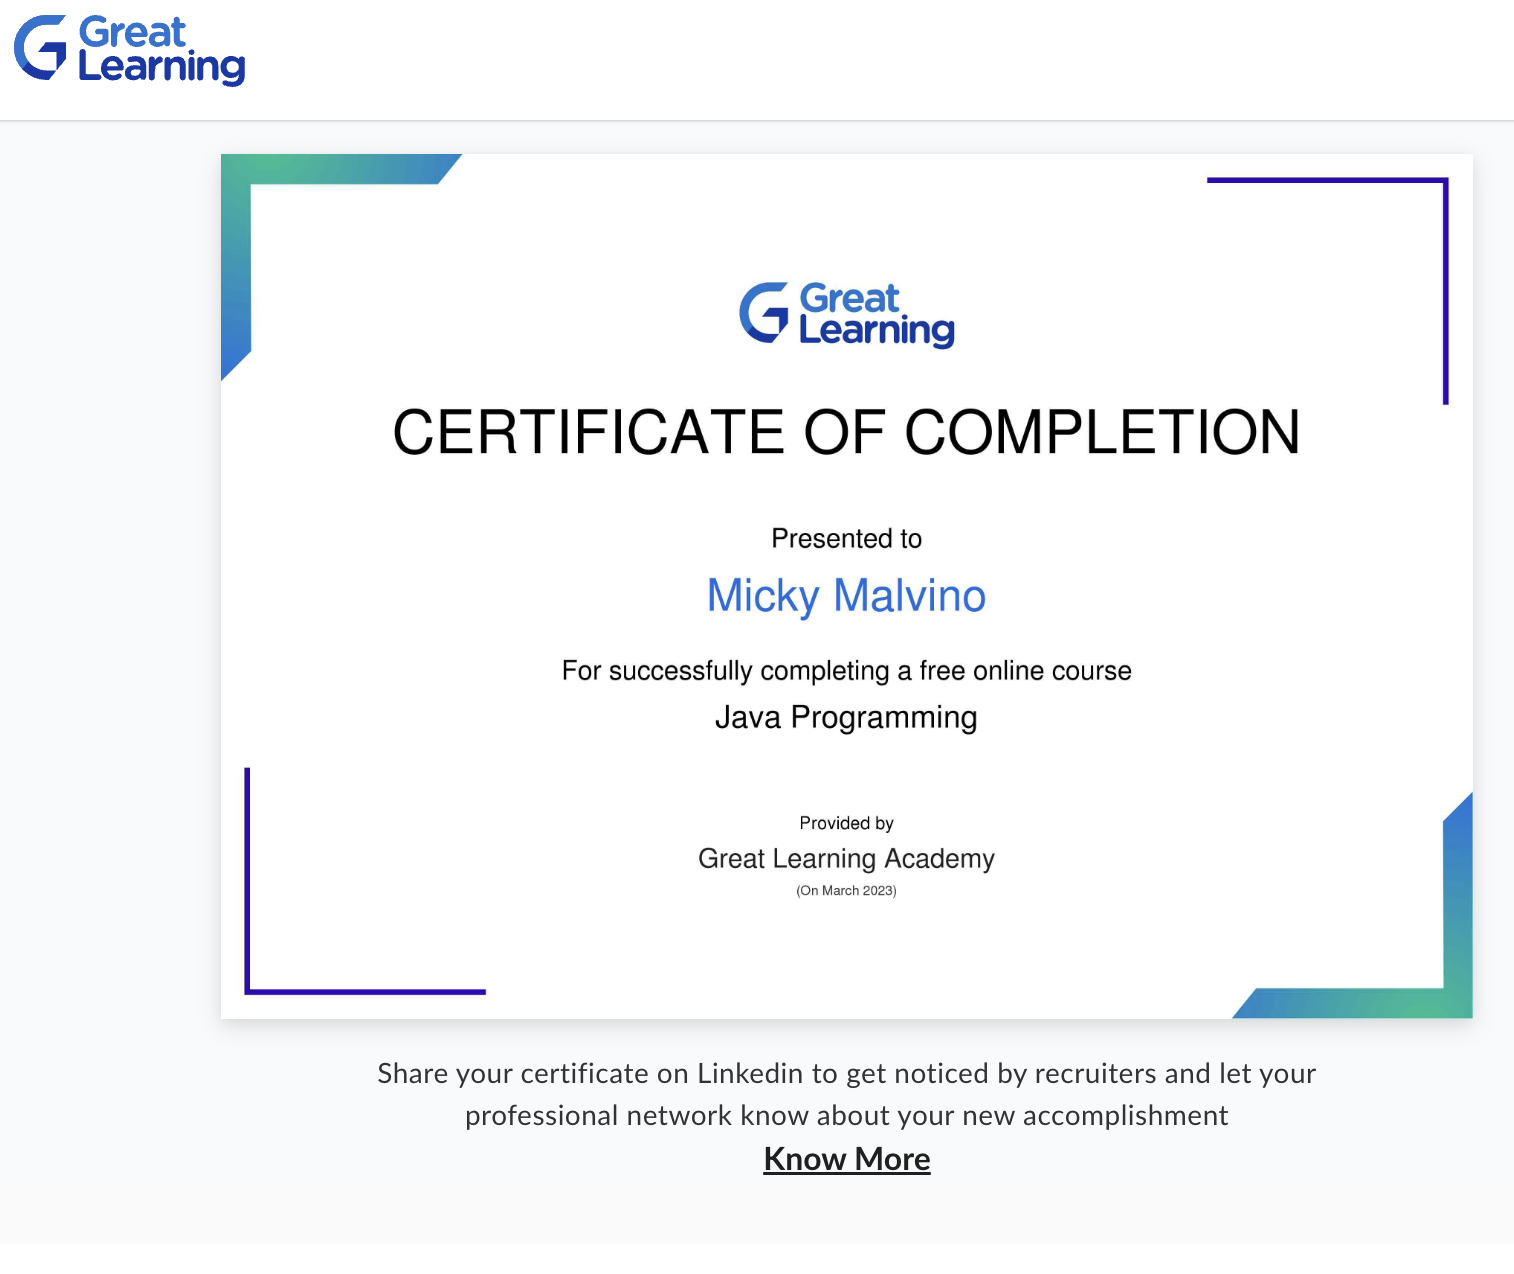 Great
Learning
Great
Learning
CERTIFICATE OF COMPLETION
Presented to
Micky Malvino
For successfully completing a free online course
Java Programming
Provided by
Great Learning Academy
(On March 2023)
Share your certificate on Linkedin to get noticed by recruiters and let your
professional network know about your new accomplishment
Know More